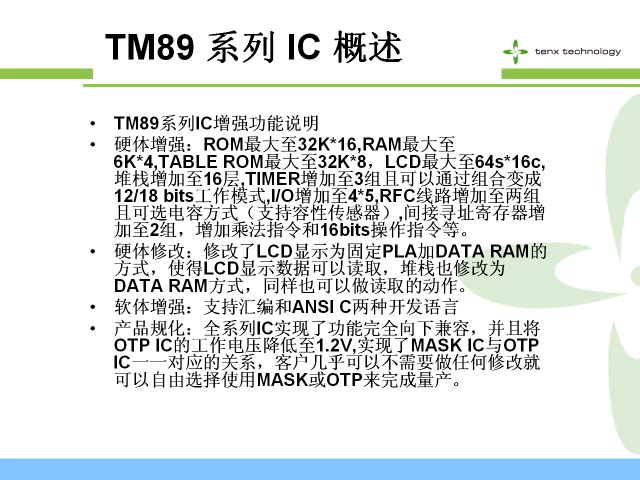 TM89 系列 IC 概述
tenx technology
• TM89系列IC增强功能说明
• 硬体增强：ROM最大至32K*16,RAM最大至
6K*4,TABLE ROM最大至32K*8，LCD最大至64s*16c,
堆栈增加至16层,TIMER增加至3组且可以通过组合变成
12/18 bits工作模式,I/O增加至4*5,RFC线路增加至两组
且可选电容方式（支持容性传感器）,间接寻址寄存器增
加至2组，增加乘法指令和16bits操作指令等。
• 硬体修改：修改了LCD显示为固定PLA加DATA RAM的
方式，使得LCD显示数据可以读取，堆栈也修改为
DATA RAM方式，同样也可以做读取的动作。
• 软体增强：支持汇编和ANSI C两种开发语言
• 产品规化：全系列IC实现了功能完全向下兼容，并且将
OTP IC的工作电压降低至1.2V,实现了MASK IC与OTP
IC一一对应的关系，客户几乎可以不需要做任何修改就
可以自由选择使用MASK或OTP来完成量产。